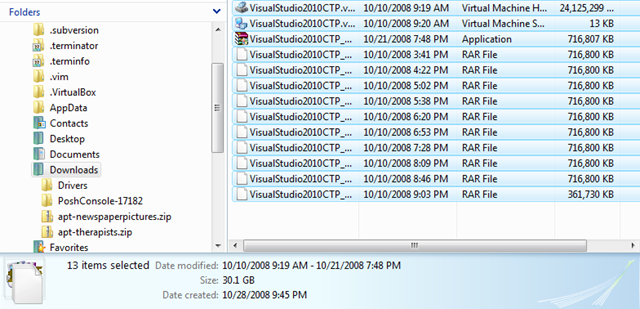 Folders
.subversion
.terminator
.terminfo
.vim
.VirtualBox
AppData
Contacts
Desktop
Documents
Downloads
Drivers
PoshConsole-17182
apt-newspaperpictures.zip
apt-therapists.zip
Favorites
VisualStudio2010CTP.v... 10/10/2008 9:19 AM Virtual Machine H... 24,125,299 ...
VisualStudio2010CTP.v... 10/10/2008 9:20 AM Virtual Machine S... 13 KB
VisualStudio2010CTP_... 10/21/2008 7:48 PM Application 716,807 KB
VisualStudio2010CTP_... 10/10/2008 3:41 PM RAR File 716,800 KB
VisualStudio2010CTP_... 10/10/2008 4:22 PM RAR File 716,800 KB
VisualStudio2010CTP_... 10/10/2008 5:02 PM RAR File 716,800 KB
VisualStudio2010CTP_... 10/10/2008 5:38 PM RAR File 716,800 KB
VisualStudio2010CTP_... 10/10/2008 6:20 PM RAR File 716,800 KB
VisualStudio2010CTP_... 10/10/2008 6:53 PM RAR File 716,800 KB
VisualStudio2010CTP_... 10/10/2008 7:28 PM RAR File 716,800 KB
VisualStudio2010CTP_... 10/10/2008 8:09 PM RAR File 716,800 KB
VisualStudio2010CTP_... 10/10/2008 8:46 PM RAR File 716,800 KB
VisualStudio2010CTP_... 10/10/2008 9:03 PM RAR File 361,730 KB
13 items selected Date modified: 10/10/2008 9:19 AM - 10/21/2008 7:48 PM
Size: 30.1 GB
Date created: 10/28/2008 9:45 PM